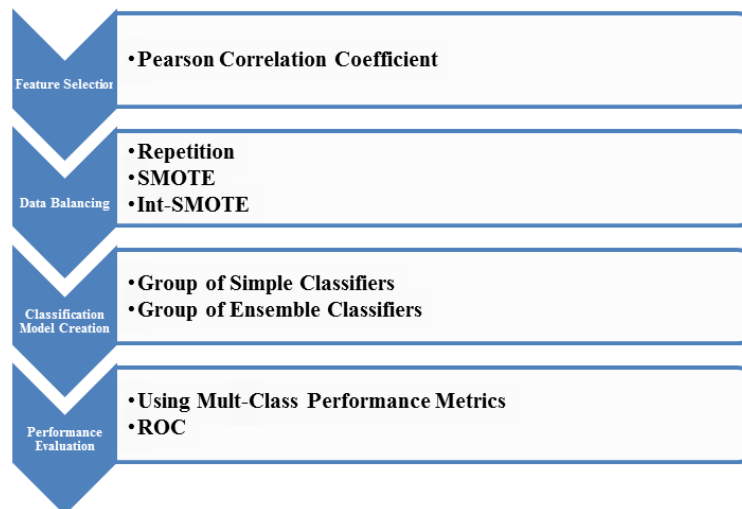 Feature Selection
•Pearson Correlation Coefficient
Data Balancing
•Repetition
•SMOTE
•Int-SMOTE
Classification
Model Creation
•Group of Simple Classifiers
•Group of Ensemble Classifiers
Performance
Evaluation
•Using Mult-Class Performance Metrics
•ROC